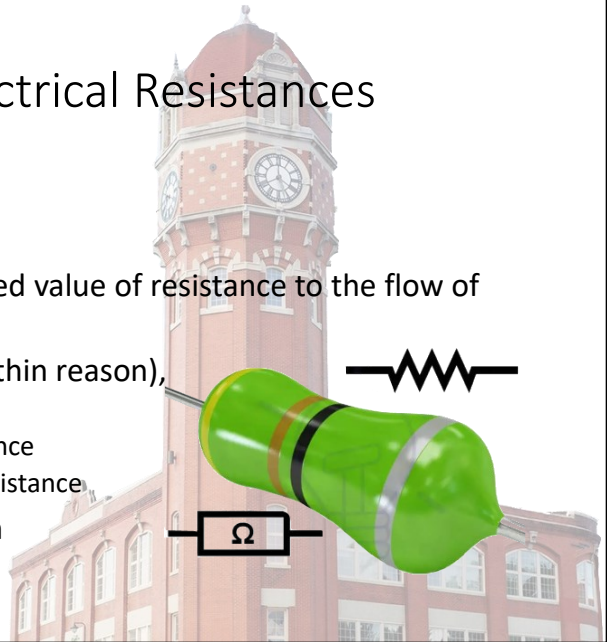 ctrical Resistances
ed value of resistance to the flow of
thin reason),
nce
istance
n
Ω